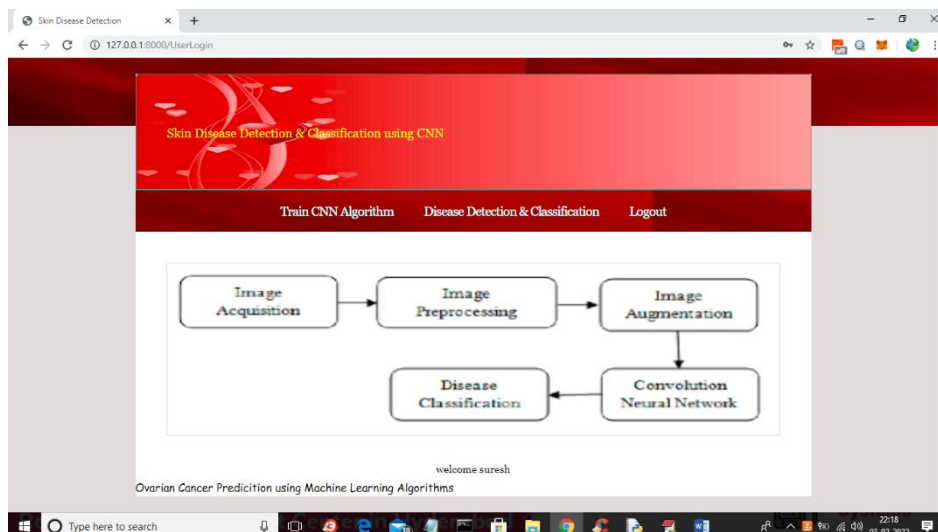 Skin Disease Detection
127.0.0.1:8000/UserLogin
Skin Disease Detection & Classification using CNN
Train CNN Algorithm Disease Detection & Classification Logout
Image
Acquisition
Image
Preprocessing
Image
Augmentation
Disease
Classification
Convolution
Neural Network
welcome suresh
Ovarian Cancer Predicition using Machine Learning Algorithms
Type here to search
22:18